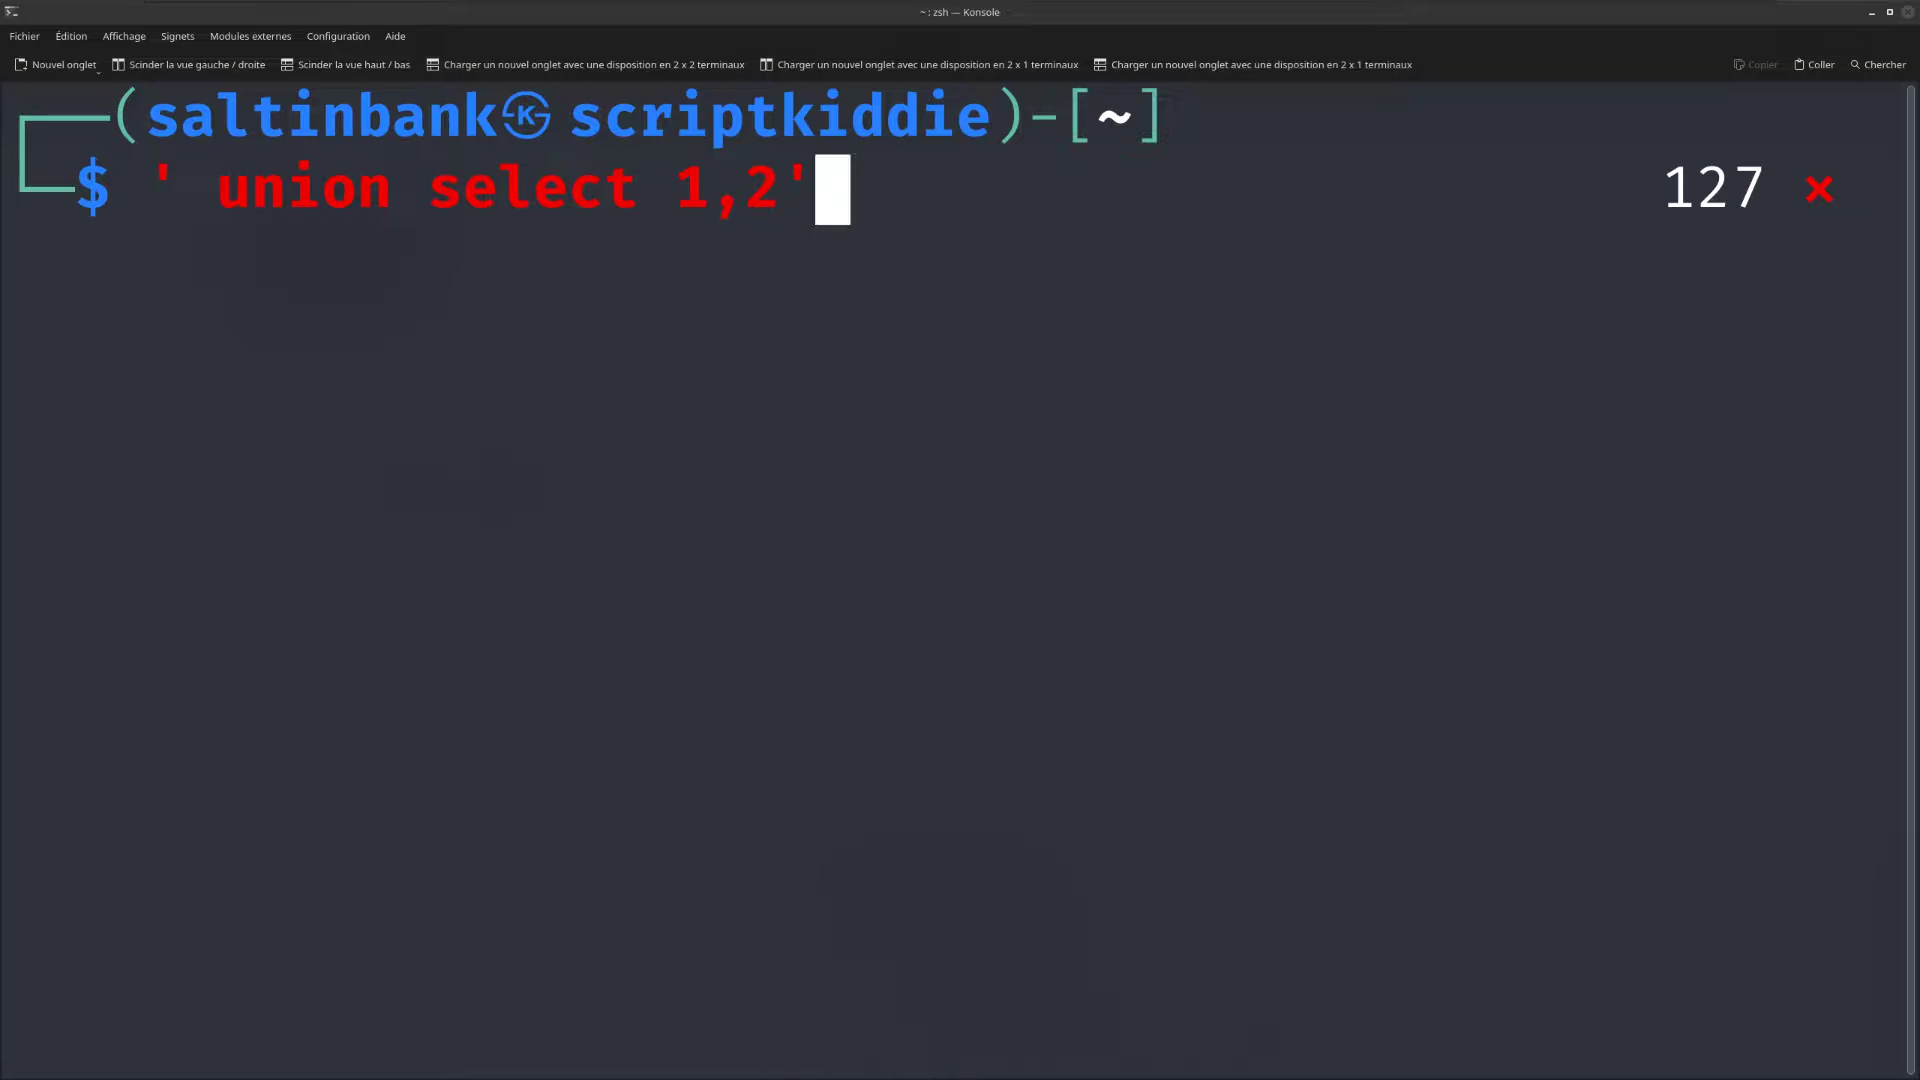 ~ : zsh — Konsole
Fichier Édition Affichage Signets Modules externes Configuration Aide
Nouvel onglet Scinder la vue gauche / droite Scinder la vue haut / bas Charger un nouvel onglet avec une disposition en 2 x 2 terminaux Charger un nouvel onglet avec une disposition en 2 x 1 terminaux Charger un nouvel onglet avec une disposition en 2 x 1 terminaux Copier Coller Chercher
(saltinbank㉿scriptkiddie)-[~]
$ ' union select 1,2' 127 ⨯